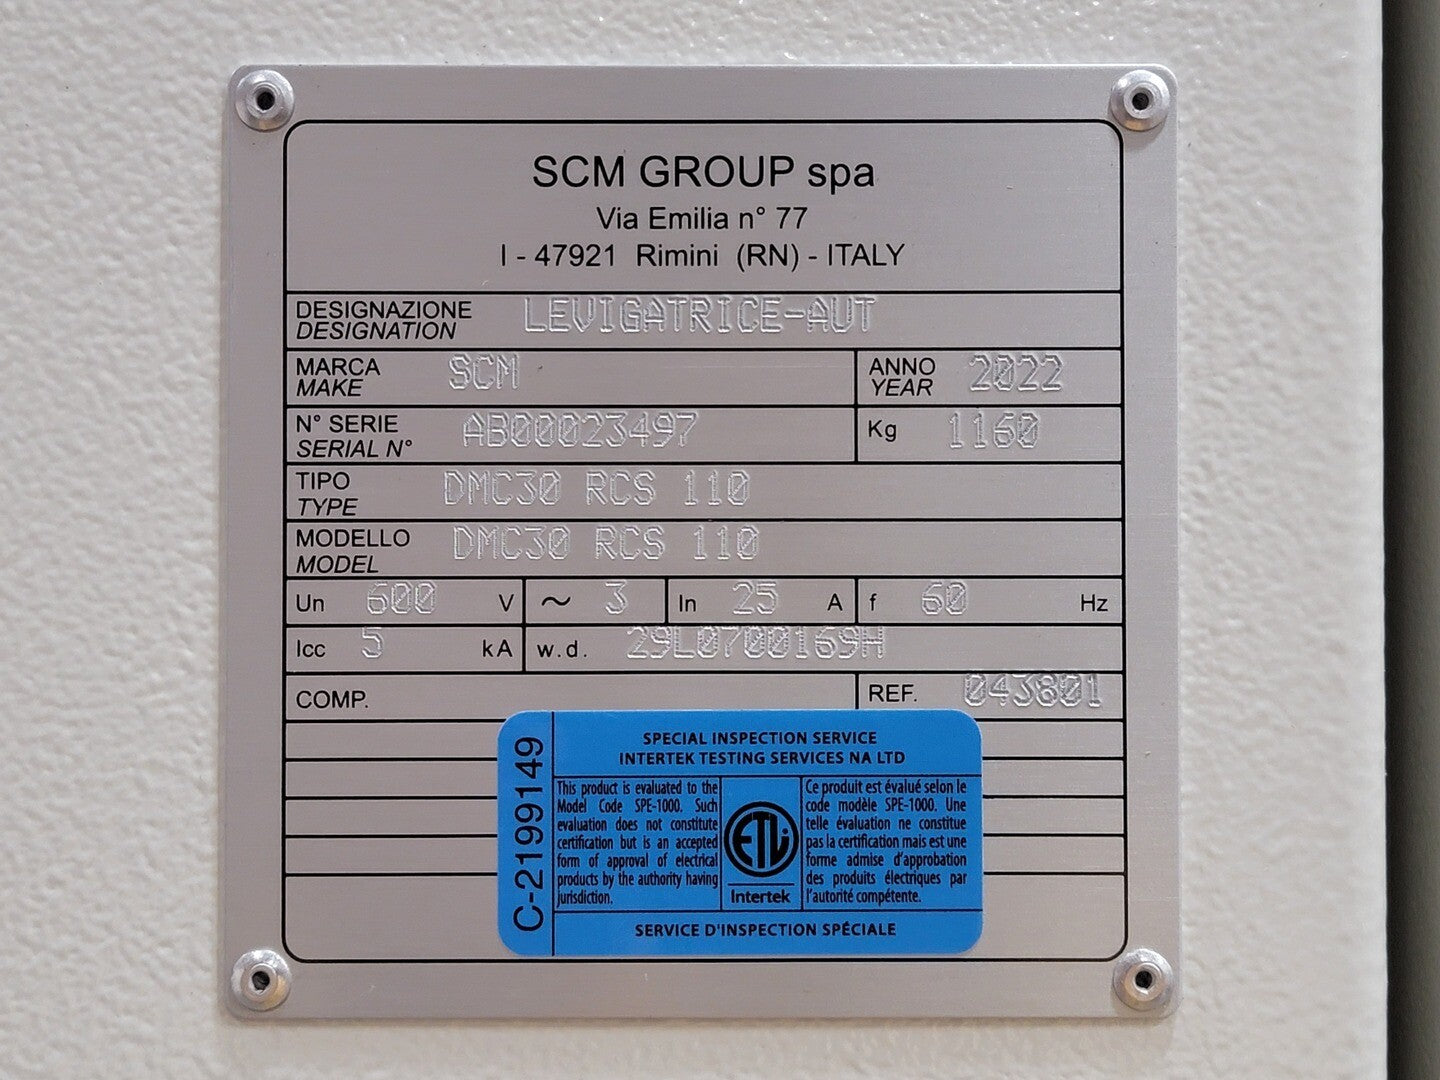 SCM GROUP spa
Via Emilia n° 77
I - 47921 Rimini (RN) - ITALY
DESIGNAZIONE LEVIGATRICE-AUT
DESIGNATION
MARCA SCM ANNO 2022
MAKE YEAR
N° SERIE AB00023497 Kg 1160
SERIAL N°
TIPO DMC30 RCS 110
TYPE
MODELLO DMC30 RCS 110
MODEL
Un 600 V ~ 3 In 25 A f 60 Hz
Icc 5 kA w.d. 29L0700169H
COMP. REF. 043801
C-2199149
SPECIAL INSPECTION SERVICE
INTERTEK TESTING SERVICES NA LTD
This product is evaluated to the
Model Code SPE-1000. Such
evaluation does not constitute
certification but is an accepted
form of approval of electrical
products by the authority having
jurisdiction.
ETL
Intertek
Ce produit est évalué selon le
code modèle SPE-1000. Une
telle évaluation ne constitue
pas la certification mais est une
forme admise d'approbation
des produits électriques par
l'autorité compétente.
SERVICE D'INSPECTION SPÉCIALE